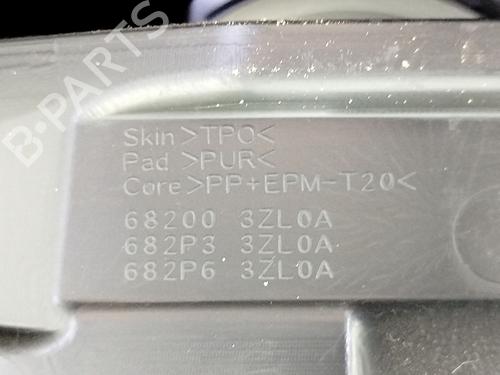 B-PARTS
Skin>TPO<
Pad >PUR<
Core>PP+EPM-T20<
68200 3ZL0A
682P3 3ZL0A
682P6 3ZL0A